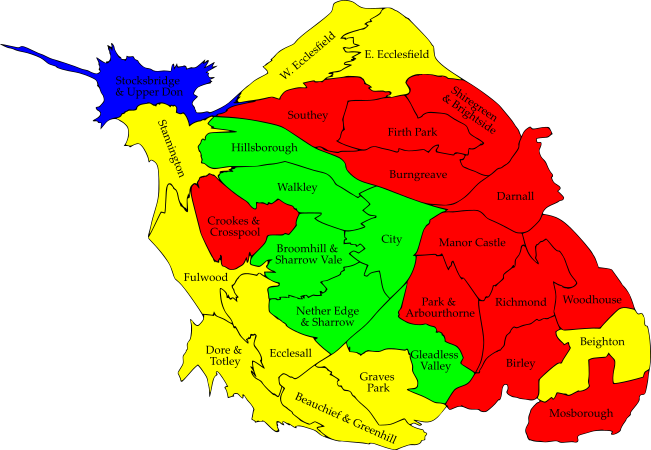 W. Ecclesfield
E. Ecclesfield
Stocksbridge
& Upper Don
Shiregreen
& Brightside
Southey
Firth Park
Stannington
Hillsborough
Burngreave
Walkley
Darnall
Crookes &
Crosspool
City
Manor Castle
Broomhill &
Sharrow Vale
Fulwood
Park &
Arbourthorne
Richmond
Woodhouse
Nether Edge
& Sharrow
Beighton
Dore &
Totley
Ecclesall
Gleadless
Valley
Birley
Graves
Park
Beauchief & Greenhill
Mosborough